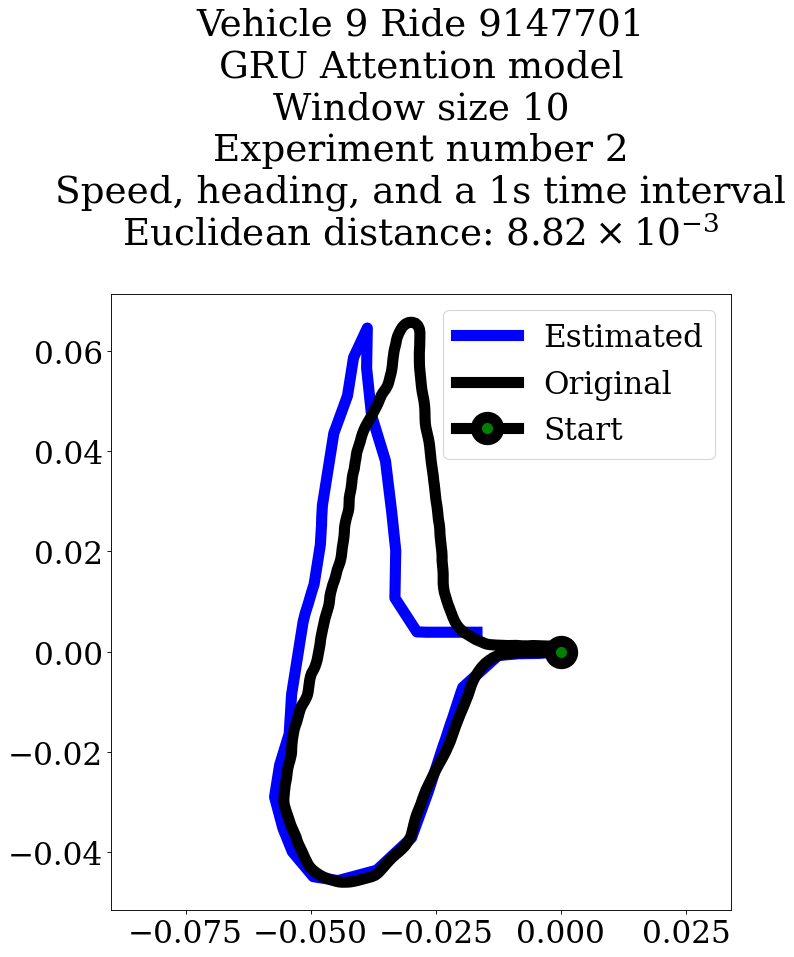 Vehicle 9 Ride 9147701
GRU Attention model
Window size 10
Experiment number 2
Speed, heading, and a 1s time interval
Euclidean distance: 8.82 × 10⁻³
Estimated
Original
Start
0.06
0.04
0.02
0.00
−0.02
−0.04
−0.075 −0.050 −0.025 0.000 0.025